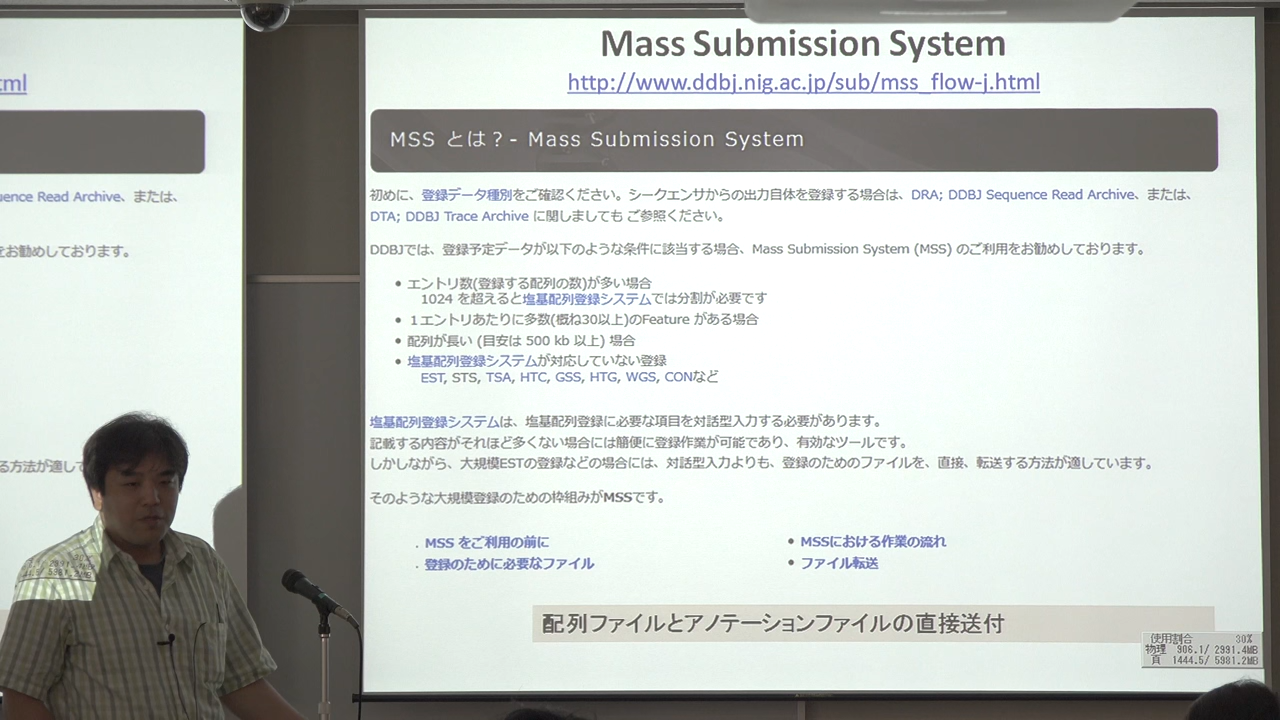 Mass Submission System
http://www.ddbj.nig.ac.jp/sub/mss_flow-j.html
tml
MSS とは？- Mass Submission System
初めに、登録データ種別をご確認ください。シークエンサからの出力自体を登録する場合は、DRA; DDBJ Sequence Read Archive、または、
DTA; DDBJ Trace Archive に関しましても ご参照ください。
uence Read Archive、または、
DDBJでは、登録予定データが以下のような条件に該当する場合、Mass Submission System (MSS) のご利用をお勧めしております。
をお勧めしております。
• エントリ数(登録する配列の数)が多い場合
1024 を超えると塩基配列登録システムでは分割が必要です
• １エントリあたりに多数(概ね30以上)のFeature がある場合
• 配列が長い (目安は 500 kb 以上) 場合
• 塩基配列登録システムが対応していない登録
EST, STS, TSA, HTC, GSS, HTG, WGS, CONなど
塩基配列登録システムは、塩基配列登録に必要な項目を対話型入力する必要があります。
記載する内容がそれほど多くない場合には簡便に登録作業が可能であり、有効なツールです。
しかしながら、大規模ESTの登録などの場合には、対話型入力よりも、登録のためのファイルを、直接、転送する方法が適しています。
る方法が適して
そのような大規模登録のための枠組みがMSSです。
. MSS をご利用の前に
• MSSにおける作業の流れ
. 登録のために必要なファイル
• ファイル転送
配列ファイルとアノテーションファイルの直接送付
使用割合 30%
物理 906.1/ 2991.4MB
頁 1444.5/ 5981.2MB